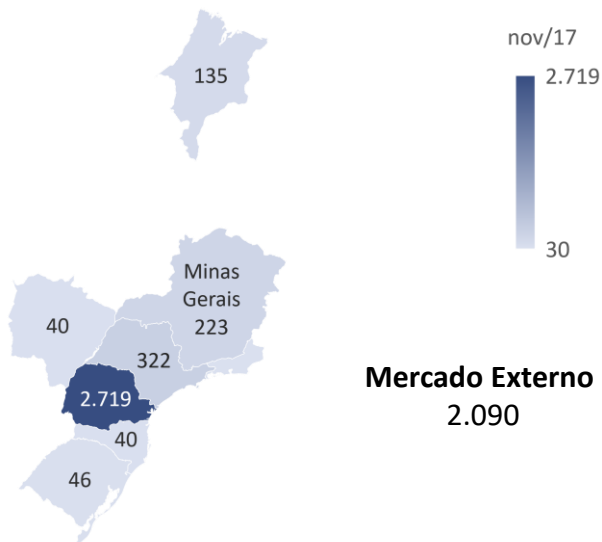 135
nov/17
2.719
30
Minas
Gerais
223
40
322
2.719
40
46
Mercado Externo
2.090